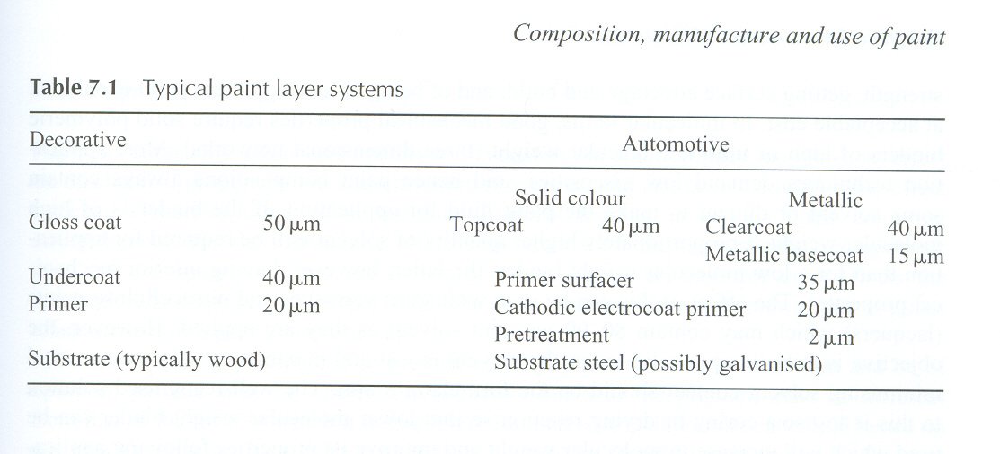 Composition, manufacture and use of paint
Table 7.1 Typical paint layer systems
Decorative Automotive
Solid colour Metallic
Gloss coat 50 μm Topcoat 40 μm Clearcoat 40 μm
Metallic basecoat 15 μm
Undercoat 40 μm Primer surfacer 35 μm
Primer 20 μm Cathodic electrocoat primer 20 μm
Pretreatment 2 μm
Substrate (typically wood) Substrate steel (possibly galvanised)